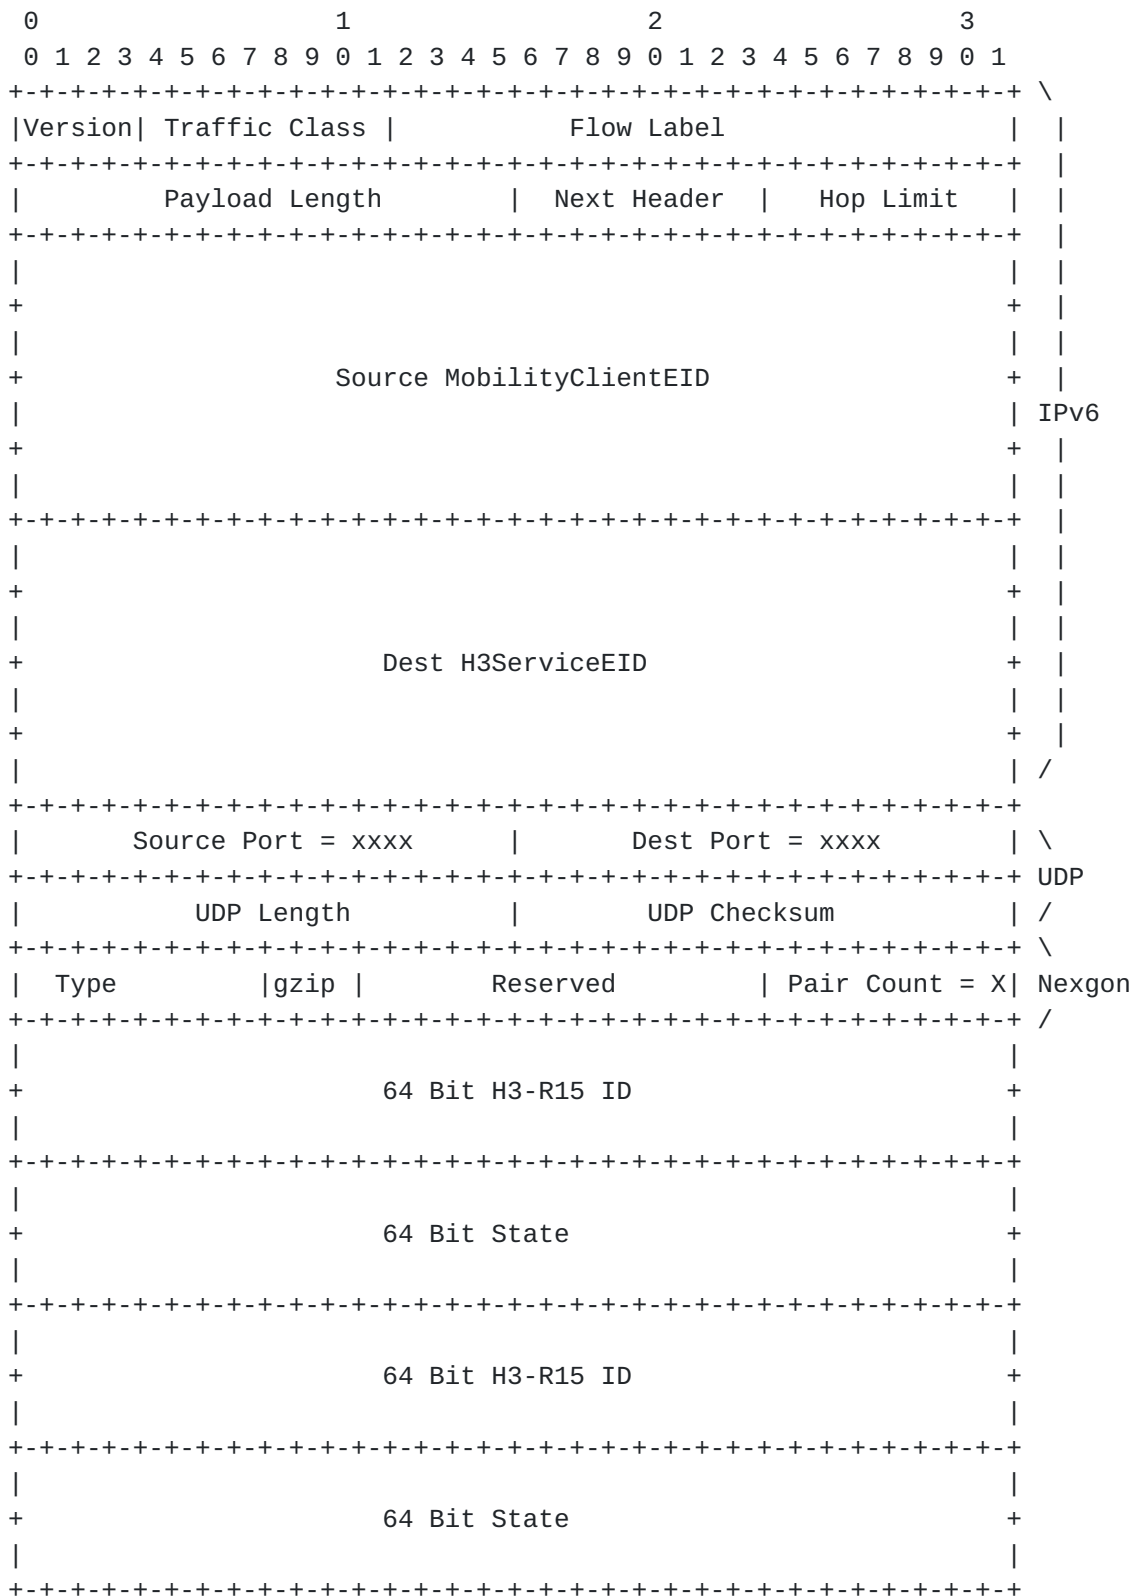 0                   1                   2                   3
 0 1 2 3 4 5 6 7 8 9 0 1 2 3 4 5 6 7 8 9 0 1 2 3 4 5 6 7 8 9 0 1
+-+-+-+-+-+-+-+-+-+-+-+-+-+-+-+-+-+-+-+-+-+-+-+-+-+-+-+-+-+-+-+-+ \
|Version| Traffic Class |           Flow Label                  |  |
+-+-+-+-+-+-+-+-+-+-+-+-+-+-+-+-+-+-+-+-+-+-+-+-+-+-+-+-+-+-+-+-+  |
|         Payload Length        |  Next Header  |   Hop Limit   |  |
+-+-+-+-+-+-+-+-+-+-+-+-+-+-+-+-+-+-+-+-+-+-+-+-+-+-+-+-+-+-+-+-+  |
|                                                               |  |
+                                                               +  |
|                                                               |  |
+                    Source MobilityClientEID                   +  |
|                                                               | IPv6
+                                                               +  |
|                                                               |  |
+-+-+-+-+-+-+-+-+-+-+-+-+-+-+-+-+-+-+-+-+-+-+-+-+-+-+-+-+-+-+-+-+  |
|                                                               |  |
+                                                               +  |
|                                                               |  |
+                       Dest H3ServiceEID                       +  |
|                                                               |  |
+                                                               +  |
|                                                               | /
+-+-+-+-+-+-+-+-+-+-+-+-+-+-+-+-+-+-+-+-+-+-+-+-+-+-+-+-+-+-+-+-+
|       Source Port = xxxx      |       Dest Port = xxxx        | \
+-+-+-+-+-+-+-+-+-+-+-+-+-+-+-+-+-+-+-+-+-+-+-+-+-+-+-+-+-+-+-+-+ UDP
|           UDP Length          |        UDP Checksum           | /
+-+-+-+-+-+-+-+-+-+-+-+-+-+-+-+-+-+-+-+-+-+-+-+-+-+-+-+-+-+-+-+-+ \
|  Type         |gzip |        Reserved         | Pair Count = X| Nexgon
+-+-+-+-+-+-+-+-+-+-+-+-+-+-+-+-+-+-+-+-+-+-+-+-+-+-+-+-+-+-+-+-+ /
|                                                               |
+                       64 Bit H3-R15 ID                        +
|                                                               |
+-+-+-+-+-+-+-+-+-+-+-+-+-+-+-+-+-+-+-+-+-+-+-+-+-+-+-+-+-+-+-+-+
|                                                               |
+                       64 Bit State                            +
|                                                               |
+-+-+-+-+-+-+-+-+-+-+-+-+-+-+-+-+-+-+-+-+-+-+-+-+-+-+-+-+-+-+-+-+
|                                                               |
+                       64 Bit H3-R15 ID                        +
|                                                               |
+-+-+-+-+-+-+-+-+-+-+-+-+-+-+-+-+-+-+-+-+-+-+-+-+-+-+-+-+-+-+-+-+
|                                                               |
+                       64 Bit State                            +
|                                                               |
+-+-+-+-+-+-+-+-+-+-+-+-+-+-+-+-+-+-+-+-+-+-+-+-+-+-+-+-+-+-+-+-+